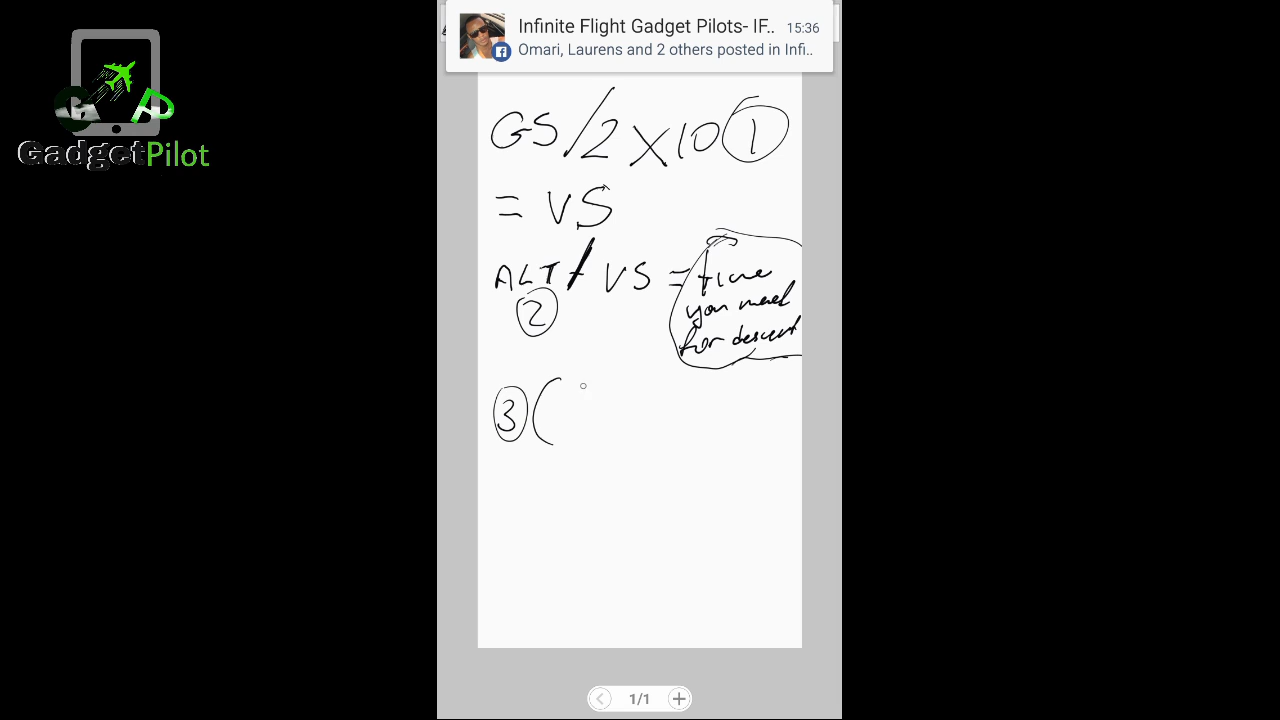 Infinite Flight Gadget Pilots- IF.. 15:36
Omari, Laurens and 2 others posted in Infi..
GadgetPilot
GS/2 X 10 1
= VS
ALT / VS = time
you need
for descent
2
3 (
1/1